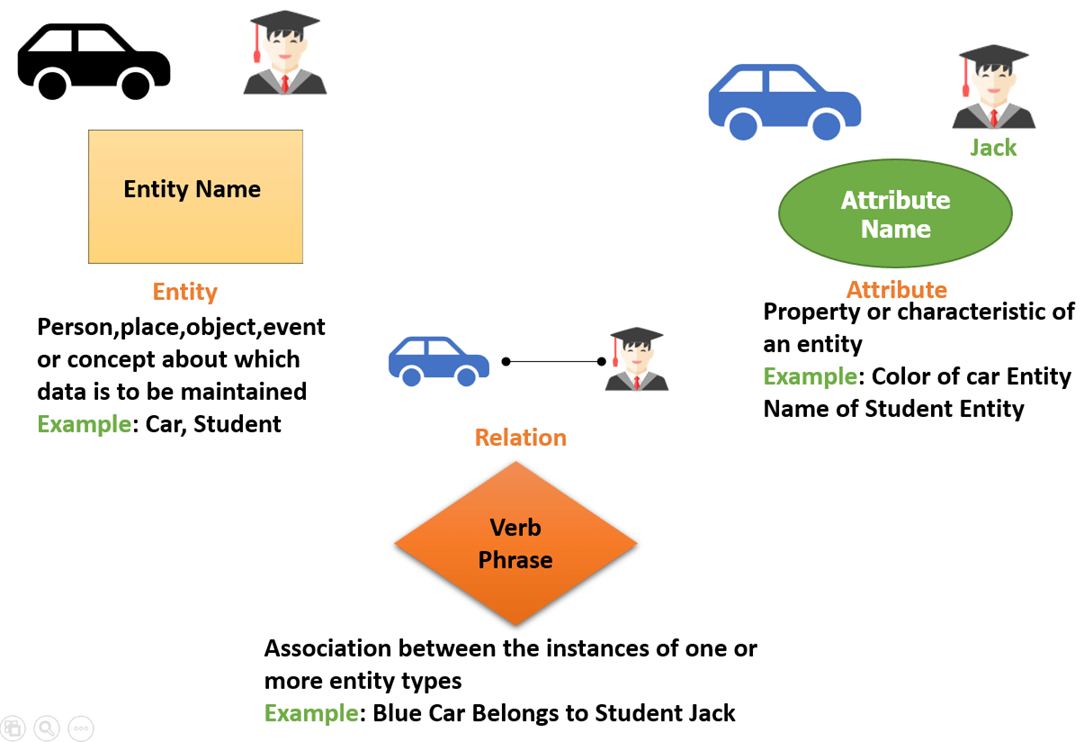 Entity Name
Entity
Person,place,object,event
or concept about which
data is to be maintained
Example: Car, Student
Jack
Attribute
Name
Attribute
Property or characteristic of
an entity
Example: Color of car Entity
Name of Student Entity
Relation
Verb
Phrase
Association between the instances of one or
more entity types
Example: Blue Car Belongs to Student Jack